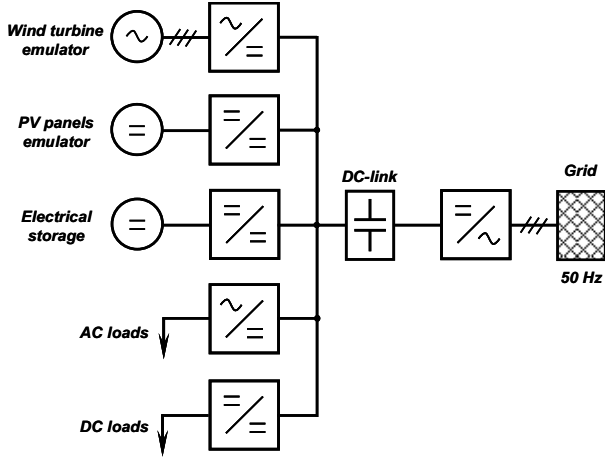 Wind turbine
emulator
PV panels
emulator
Electrical
storage
AC loads
DC loads
DC-link
Grid
50 Hz